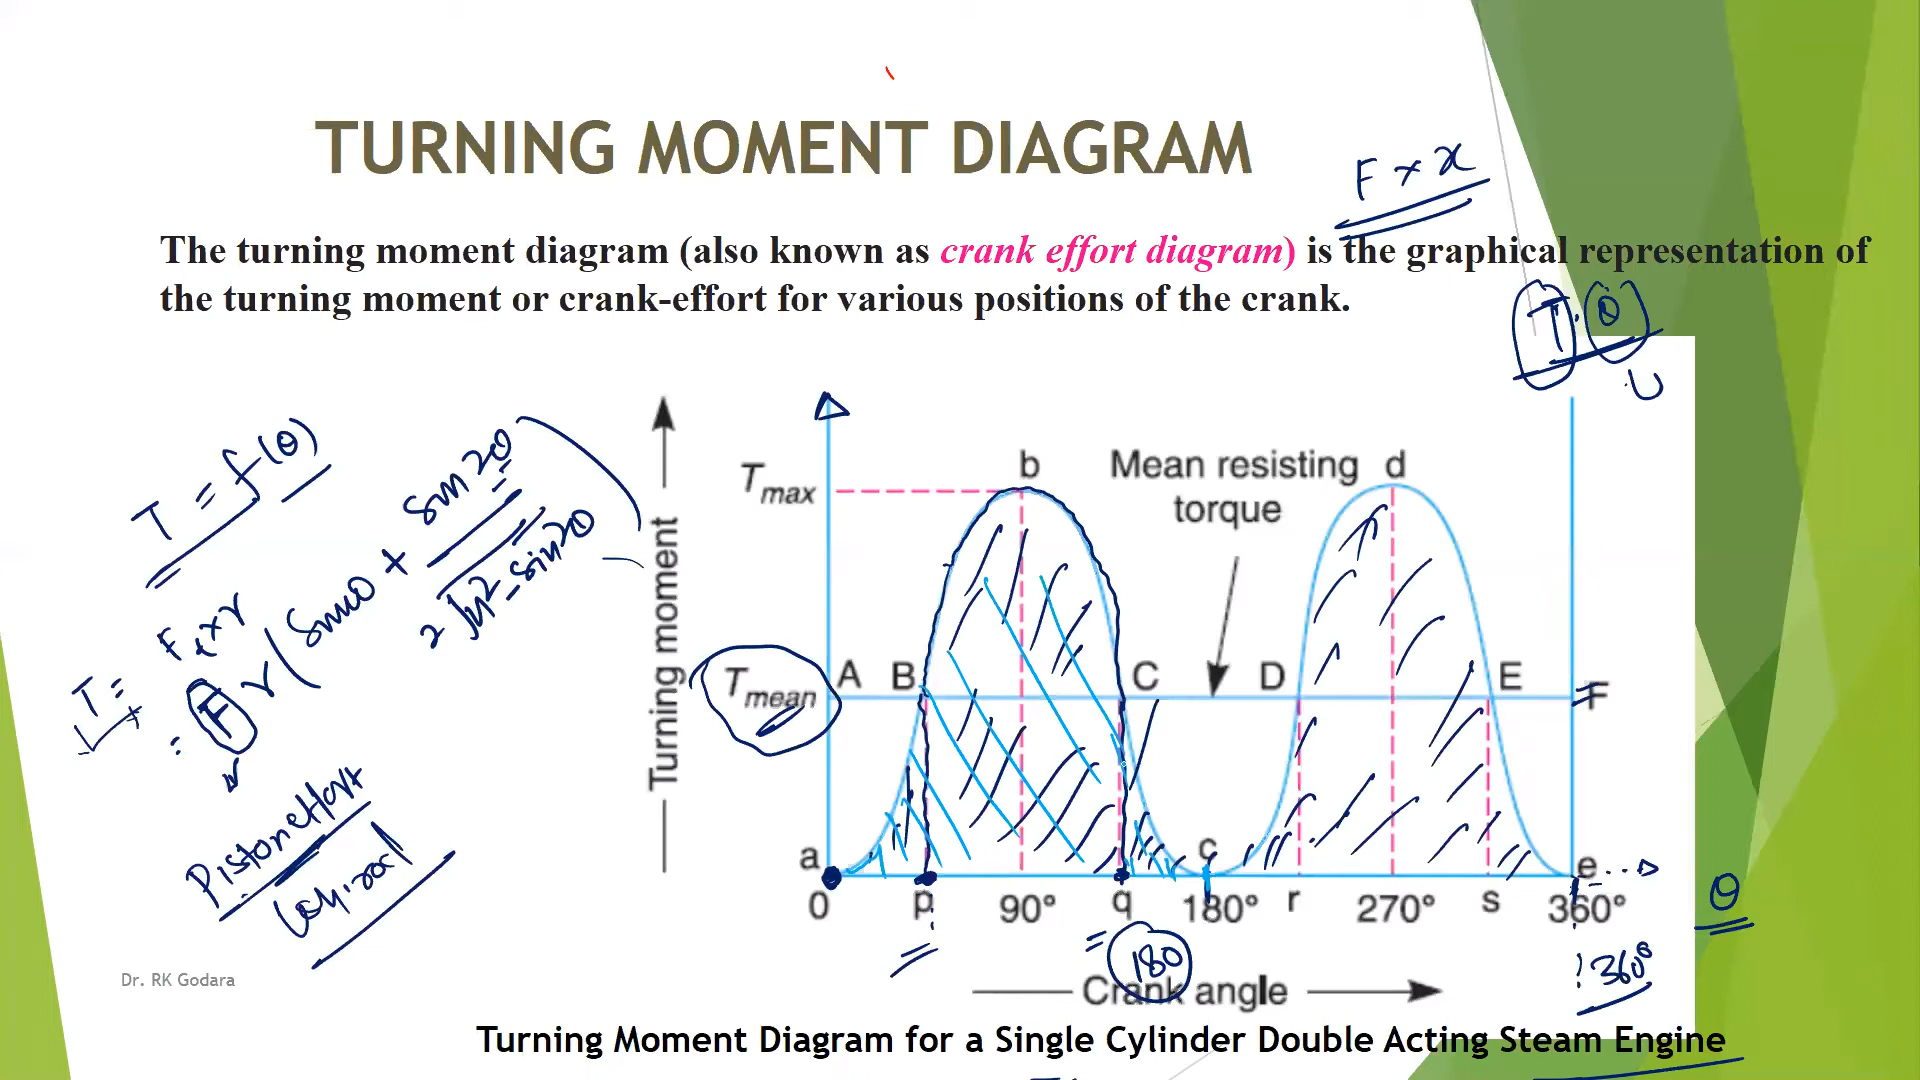 TURNING MOMENT DIAGRAM
F × x
The turning moment diagram (also known as crank effort diagram) is the graphical representation of
the turning moment or crank-effort for various positions of the crank.
T . θ
T = f(θ)
T = Ft × r
= F r ( Sinθ + Sin 2θ
2 √n² - Sin²θ
Piston effort
Turning moment
Tmax
b
Mean resisting
torque
d
Tmean
A
B
C
D
E
F
a
c
e
0
p
90°
q
180°
r
270°
s
360°
θ
180
360°
Crank angle
Dr. RK Godara
Turning Moment Diagram for a Single Cylinder Double Acting Steam Engine